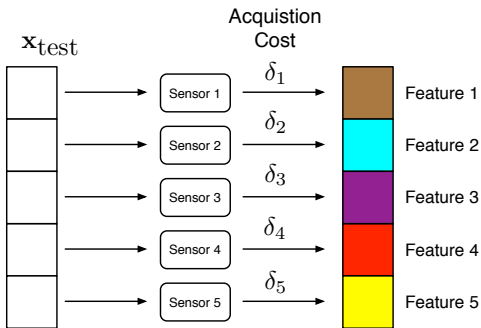 Acquistion
Cost
x_test
Sensor 1 δ₁ Feature 1
Sensor 2 δ₂ Feature 2
Sensor 3 δ₃ Feature 3
Sensor 4 δ₄ Feature 4
Sensor 5 δ₅ Feature 5